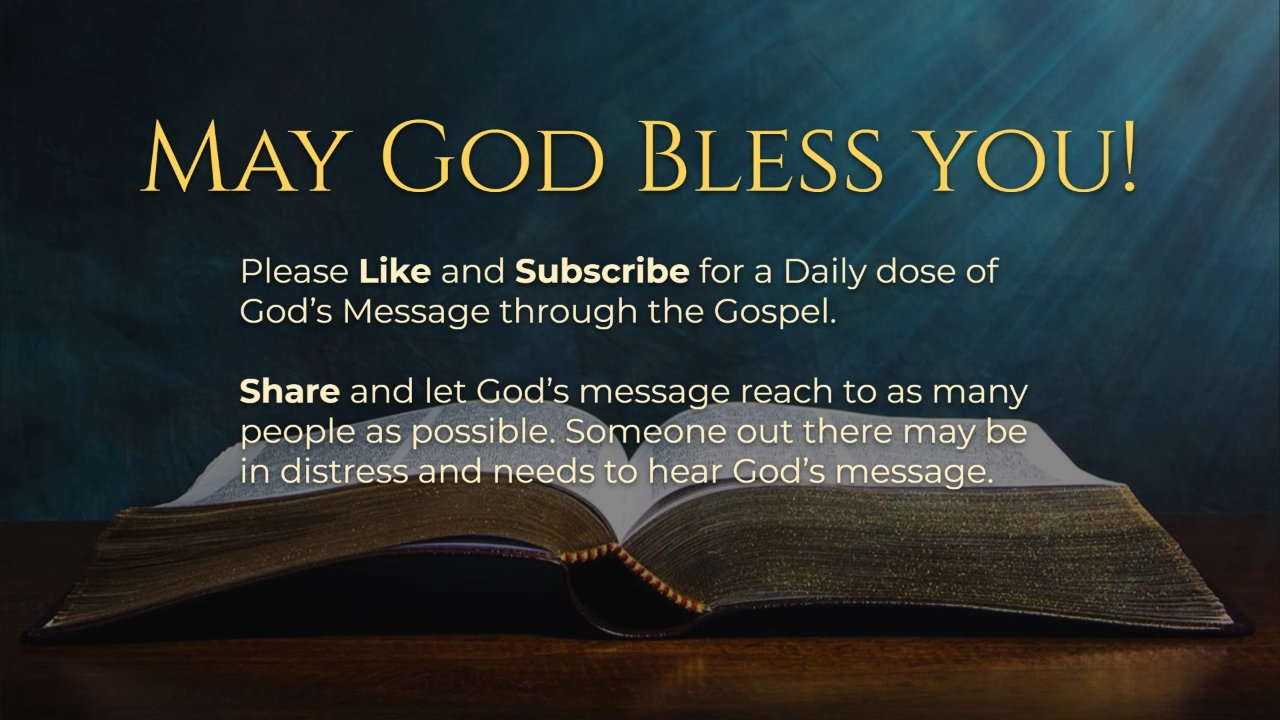 May God Bless you!
Please Like and Subscribe for a Daily dose of
God’s Message through the Gospel.
Share and let God’s message reach to as many
people as possible. Someone out there may be
in distress and needs to hear God’s message.